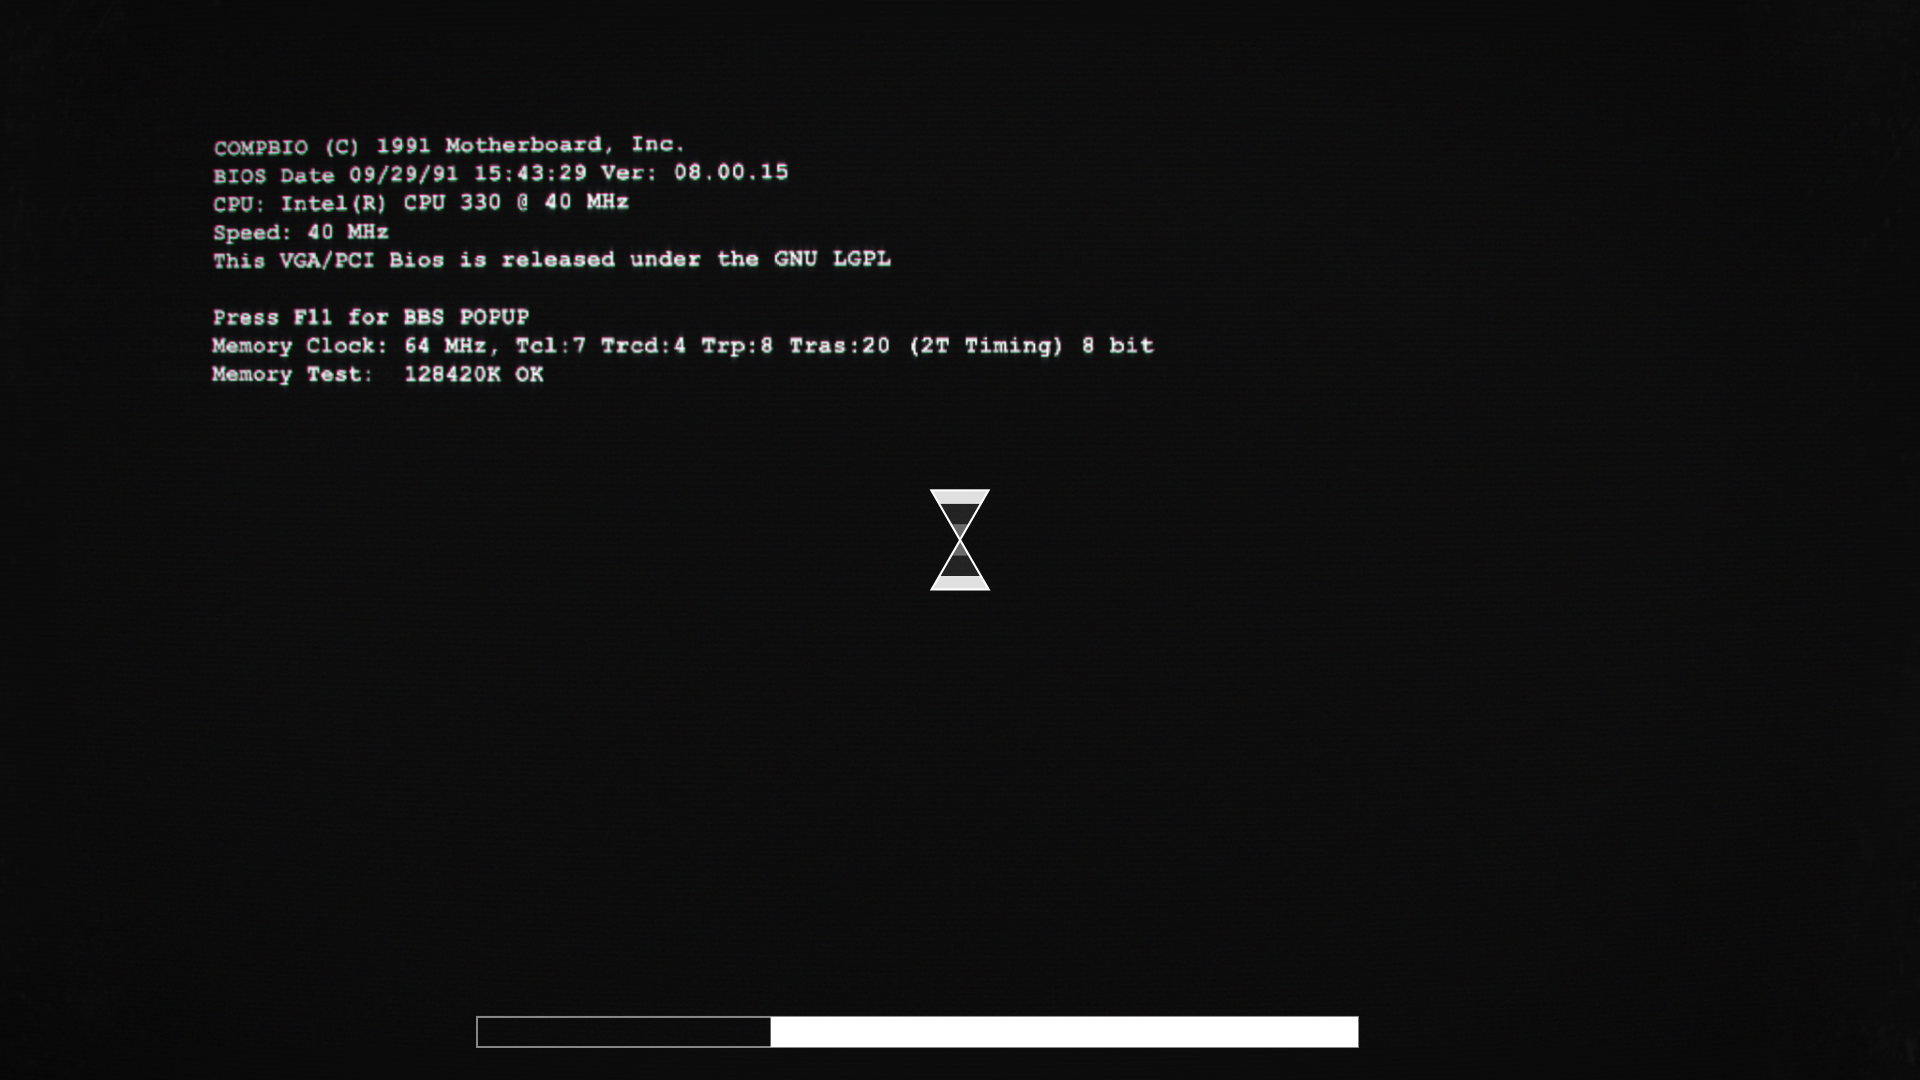 COMPBIO (C) 1991 Motherboard, Inc.
BIOS Date 09/29/91 15:43:29 Ver: 08.00.15
CPU: Intel(R) CPU 330 @ 40 MHz
Speed: 40 MHz
This VGA/PCI Bios is released under the GNU LGPL
Press F11 for BBS POPUP
Memory Clock: 64 MHz, Tcl:7 Trcd:4 Trp:8 Tras:20 (2T Timing) 8 bit
Memory Test: 128420K OK